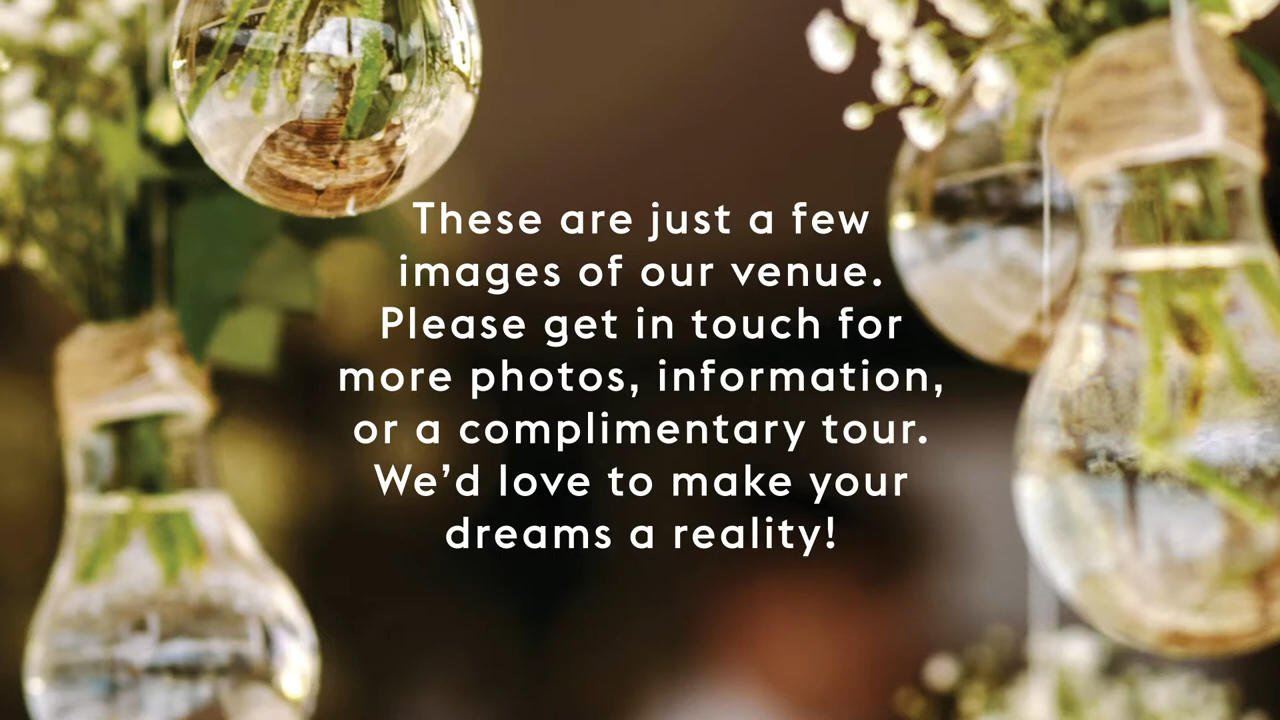 These are just a few
images of our venue.
Please get in touch for
more photos, information,
or a complimentary tour.
We’d love to make your
dreams a reality!